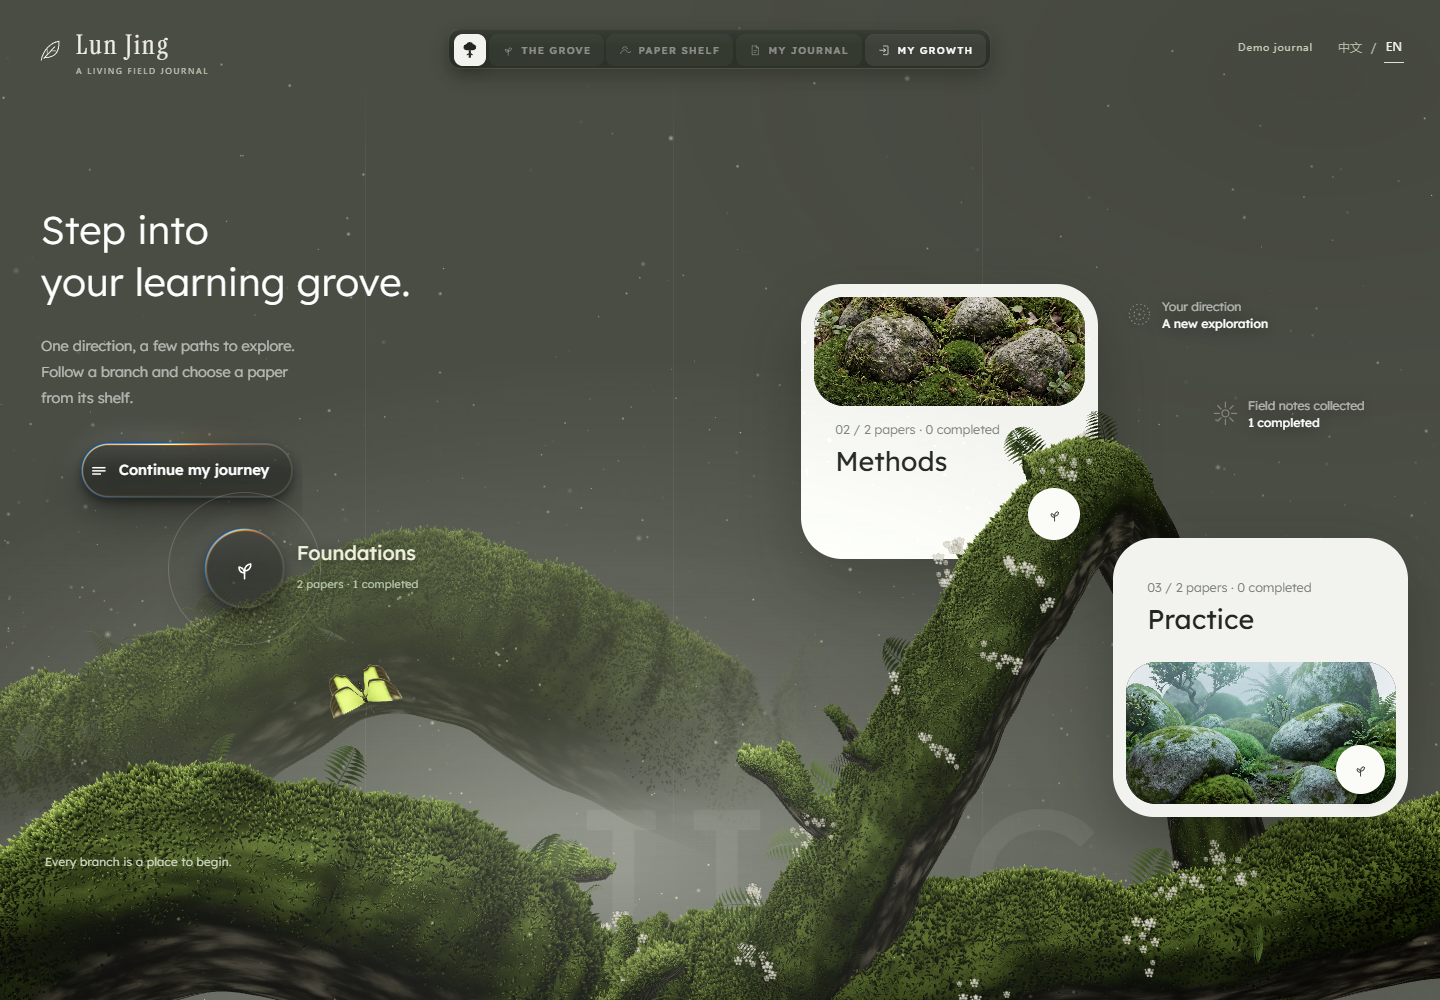 Lun Jing
A LIVING FIELD JOURNAL
THE GROVE
PAPER SHELF
MY JOURNAL
MY GROWTH
Demo journal
中文 / EN
Step into
your learning grove.
One direction, a few paths to explore.
Follow a branch and choose a paper
from its shelf.
Continue my journey
Foundations
2 papers · 1 completed
02 / 2 papers · 0 completed
Methods
Your direction
A new exploration
Field notes collected
1 completed
03 / 2 papers · 0 completed
Practice
Every branch is a place to begin.